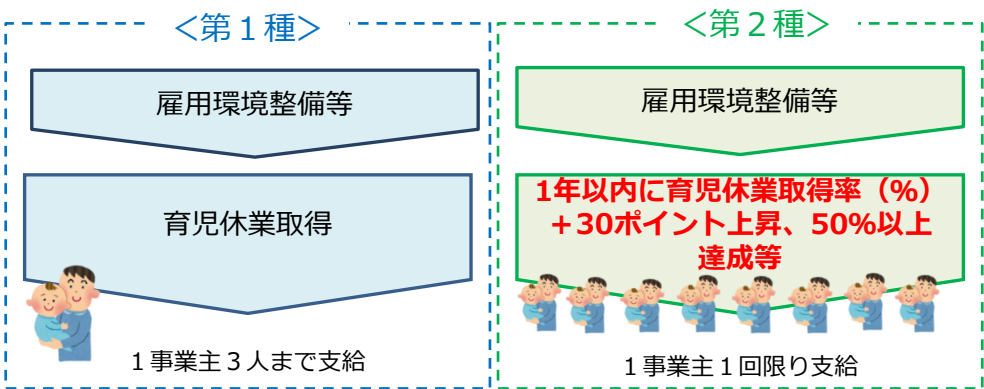 ＜第１種＞
雇用環境整備等
育児休業取得
１事業主３人まで支給
＜第２種＞
雇用環境整備等
1年以内に育児休業取得率（%）
＋30ポイント上昇、50%以上
達成等
１事業主１回限り支給